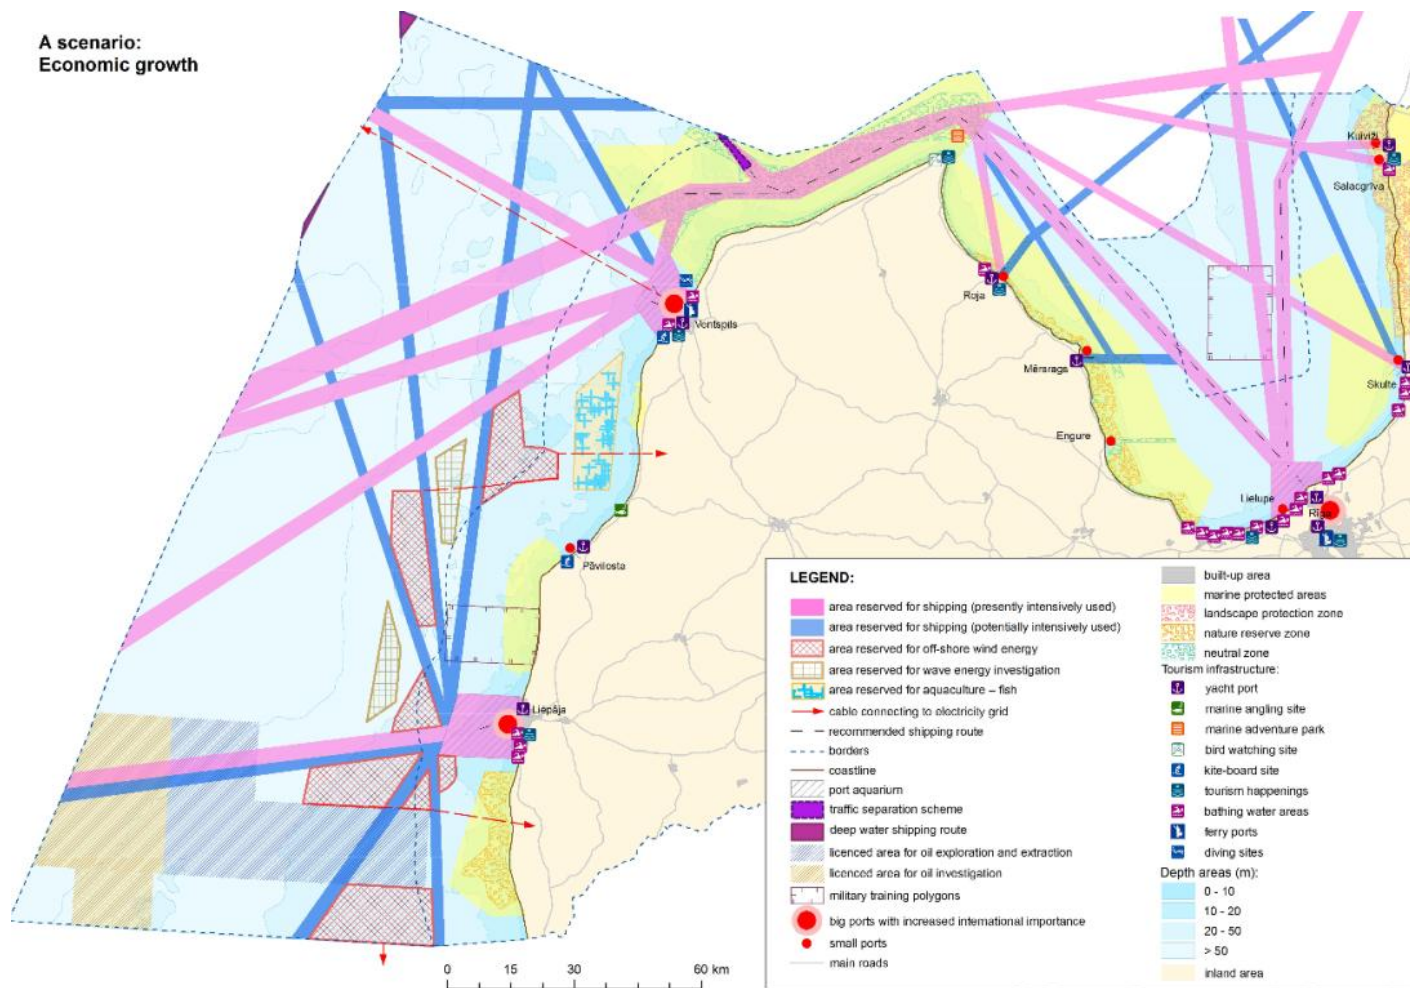 A scenario:
Economic growth
Kuiviži
Salacgrīva
Roja
Ventspils
Mērsrags
Skulte
Engure
Lielupe
Rīga
Pāvilosta
Liepāja
LEGEND:
area reserved for shipping (presently intensively used)
area reserved for shipping (potentially intensively used)
area reserved for off-shore wind energy
area reserved for wave energy investigation
area reserved for aquaculture – fish
cable connecting to electricity grid
recommended shipping route
borders
coastline
port aquarium
traffic separation scheme
deep water shipping route
licenced area for oil exploration and extraction
licenced area for oil investigation
military training polygons
big ports with increased international importance
small ports
main roads
built-up area
marine protected areas
landscape protection zone
nature reserve zone
neutral zone
Tourism infrastructure:
yacht port
marine angling site
marine adventure park
bird watching site
kite-board site
tourism happenings
bathing water areas
ferry ports
diving sites
Depth areas (m):
0 - 10
10 - 20
20 - 50
> 50
inland area
0 15 30 60 km